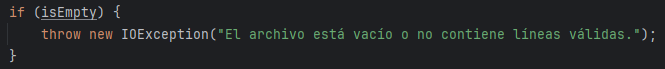 if (isEmpty) {
    throw new IOException("El archivo está vacío o no contiene líneas válidas.");
}